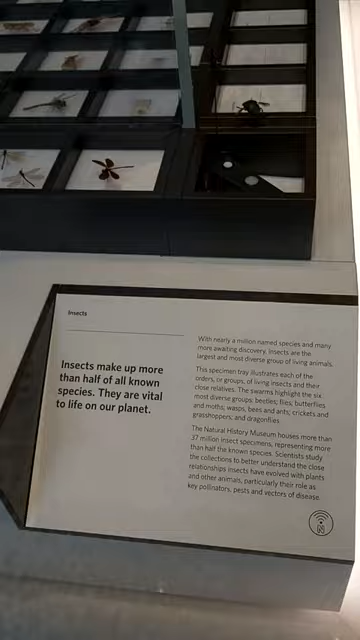 Insects
Insects make up more
than half of all known
species. They are vital
to life on our planet.
With nearly a million named species and many
more awaiting discovery, insects are the
largest and most diverse group of living animals.
This specimen tray illustrates each of the
orders, or groups, of living insects and their
close relatives. The swarms highlight the six
most diverse groups: beetles; flies; butterflies
and moths; wasps, bees and ants; crickets and
grasshoppers; and dragonflies.
The Natural History Museum houses more than
37 million insect specimens, representing more
than half the known species. Scientists study
the collections to better understand the close
relationships insects have evolved with plants
and other animals, particularly their role as
key pollinators, pests and vectors of disease.
N